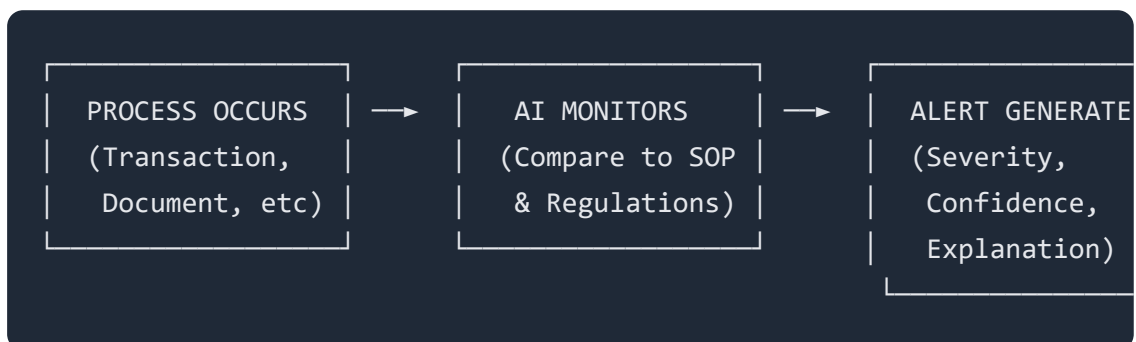 PROCESS OCCURS → AI MONITORS → ALERT GENERATE
(Transaction, (Compare to SOP (Severity,
Document, etc) & Regulations) Confidence,
Explanation)